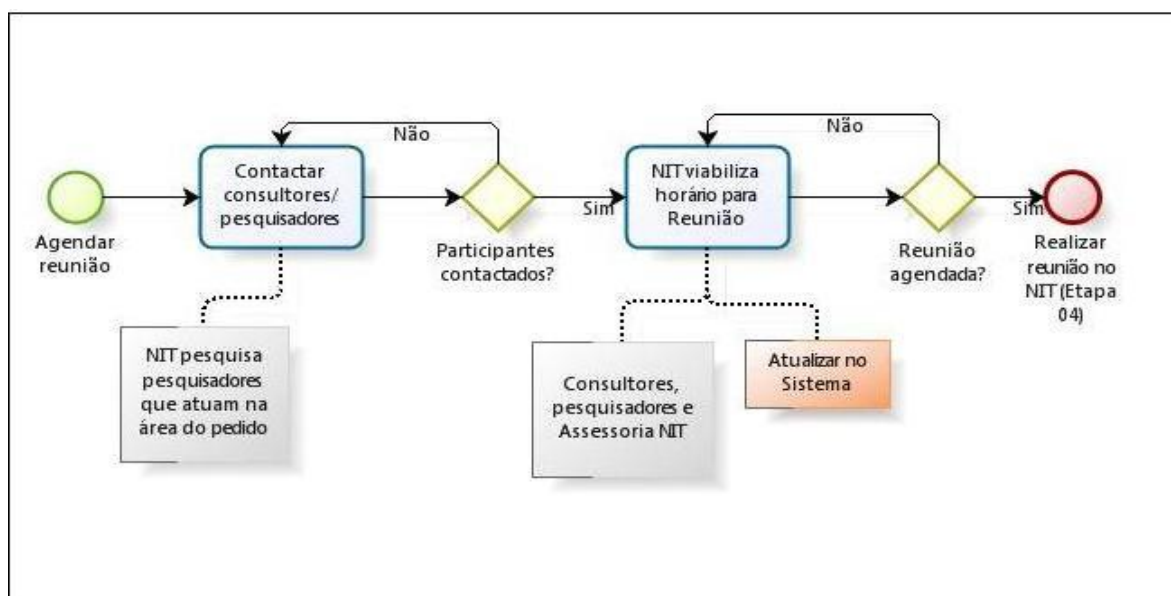 Não
Não
Contactar
consultores/
pesquisadores
NIT viabiliza
horário para
Reunião
Sim
Sim
Agendar
reunião
Participantes
contactados?
Reunião
agendada?
Realizar
reunião no
NIT (Etapa
04)
NIT pesquisa
pesquisadores
que atuam na
área do pedido
Consultores,
pesquisadores e
Assessoria NIT
Atualizar no
Sistema